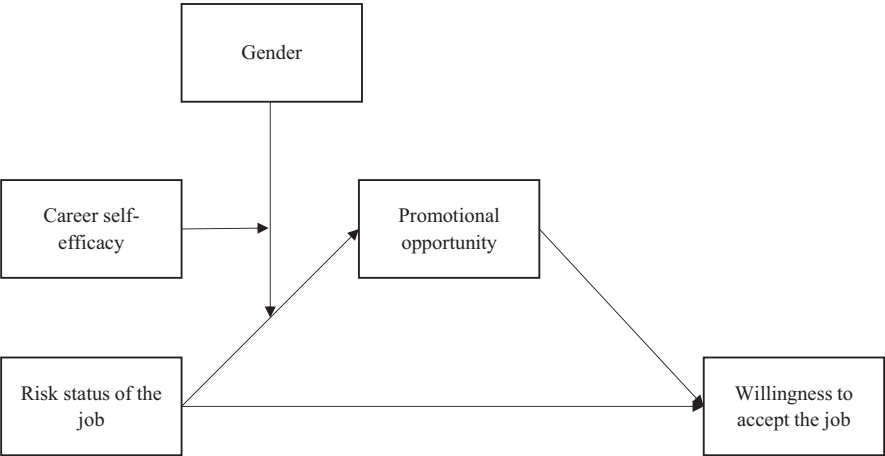 Gender
Career self-
efficacy
Promotional
opportunity
Risk status of the
job
Willingness to
accept the job